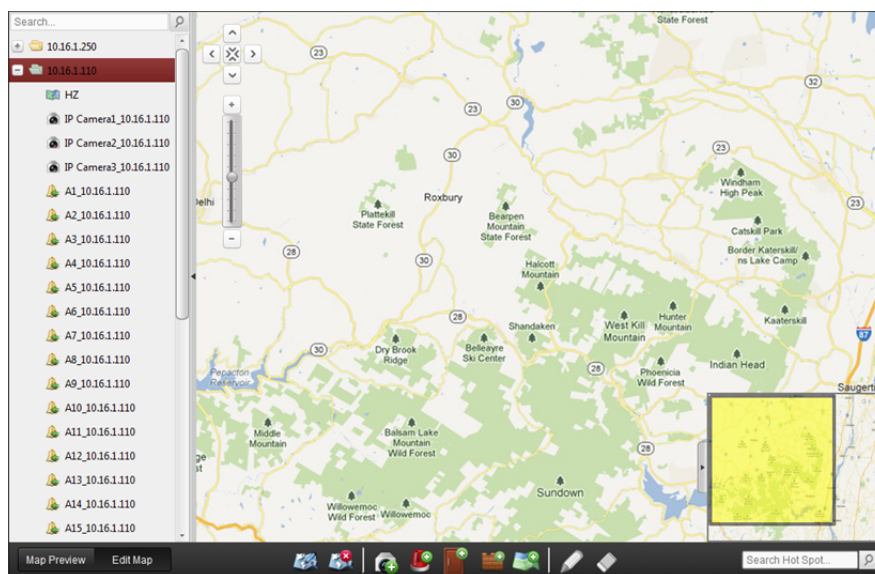 Search...
10.16.1.250
10.16.1.110
HZ
IP Camera1_10.16.1.110
IP Camera2_10.16.1.110
IP Camera3_10.16.1.110
A1_10.16.1.110
A2_10.16.1.110
A3_10.16.1.110
A4_10.16.1.110
A5_10.16.1.110
A6_10.16.1.110
A7_10.16.1.110
A8_10.16.1.110
A9_10.16.1.110
A10_10.16.1.110
A11_10.16.1.110
A12_10.16.1.110
A13_10.16.1.110
A14_10.16.1.110
A15_10.16.1.110
State Forest
23
32
30
23
23
30
Windham
High Peak
Delhi
Roxbury
23
Plattekill
State Forest
Bearpen
Mountain
State Forest
Catskill Park
28
Border Katerskill/
ns Lake Camp
30
Halcott
Mountain
28
Shandaken
West Kill
Mountain
Hunter
Mountain
Kaaterskill
87
30
Dry Brook
Ridge
Belleayre
Ski Center
28
Phoenicia
Wild Forest
Indian Head
Pepacton
Reservoir
Saugerti
Middle
Mountain
Balsam Lake
Mountain
Wild Forest
28
ge
st
Sundown
Willowemoc
Wild Forest
Willowemoc
Map Preview
Edit Map
Search Hot Spot...